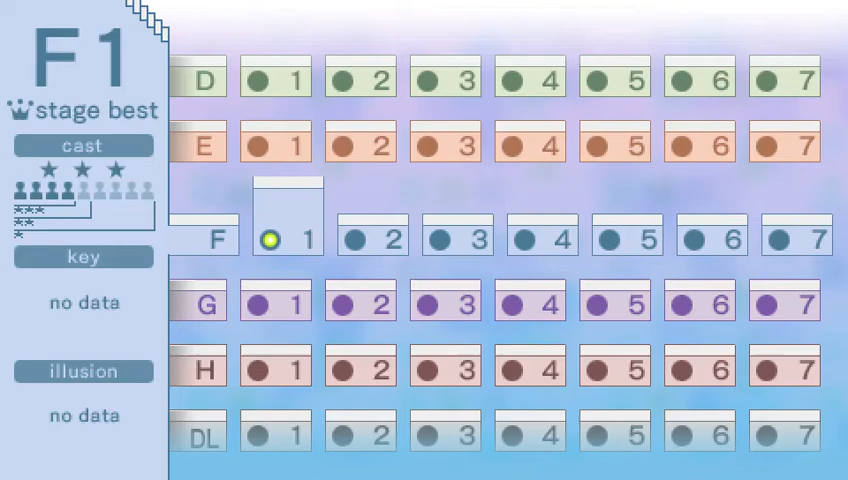 F1
stage best
cast
★ ★ ★
***
**
*
key
no data
illusion
no data
D 1 2 3 4 5 6 7
E 1 2 3 4 5 6 7
F 1 2 3 4 5 6 7
G 1 2 3 4 5 6 7
H 1 2 3 4 5 6 7
DL 1 2 3 4 5 6 7